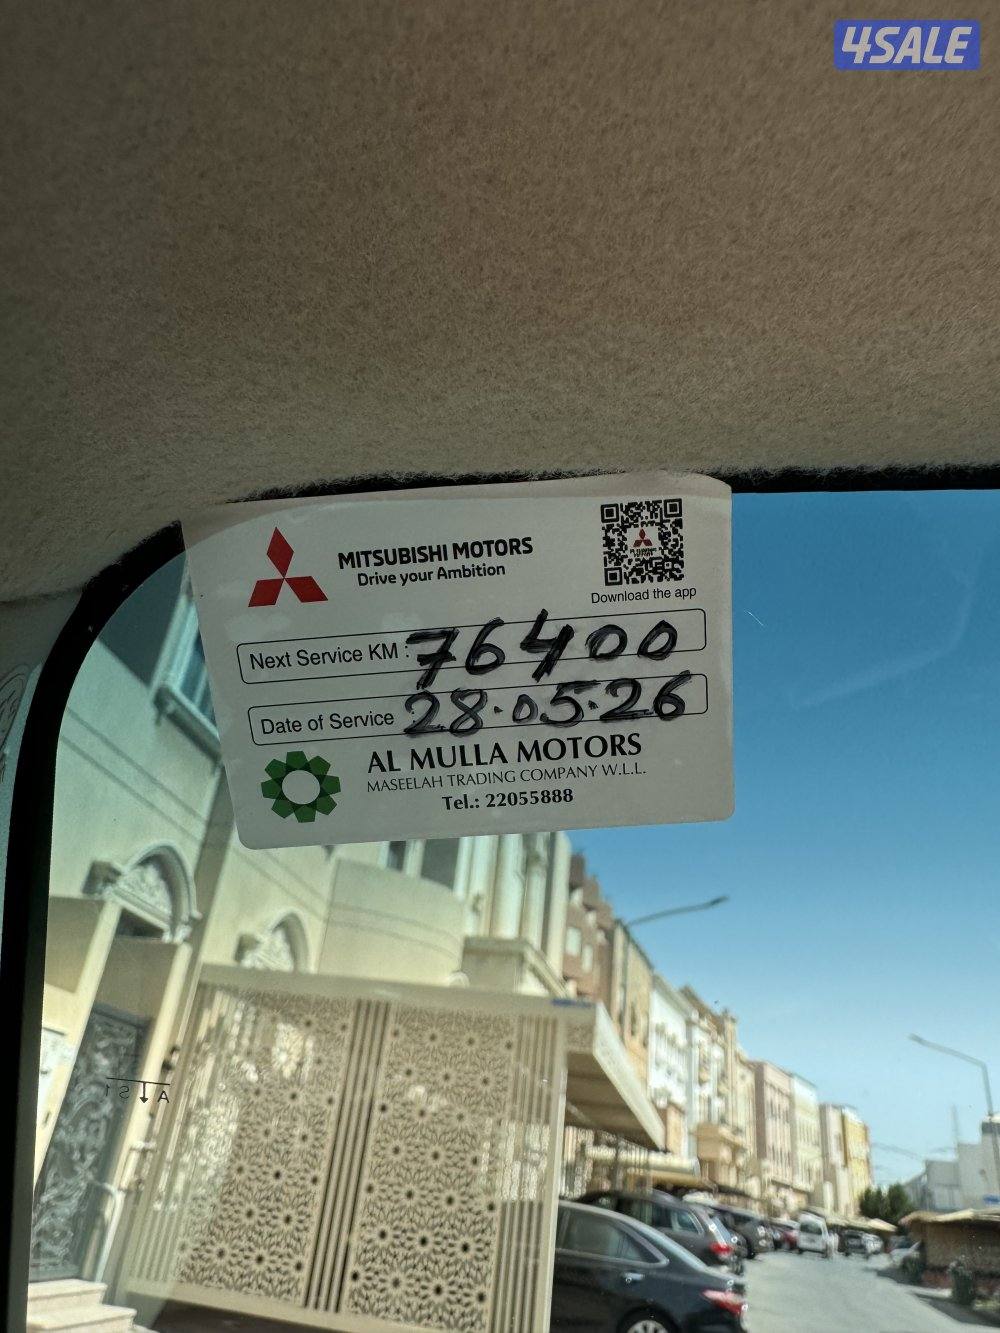 4SALE
MITSUBISHI MOTORS
Drive your Ambition
Download the app
Next Service KM : 76400
Date of Service 28.05.26
AL MULLA MOTORS
MASEELAH TRADING COMPANY W.L.L.
Tel.: 22055888